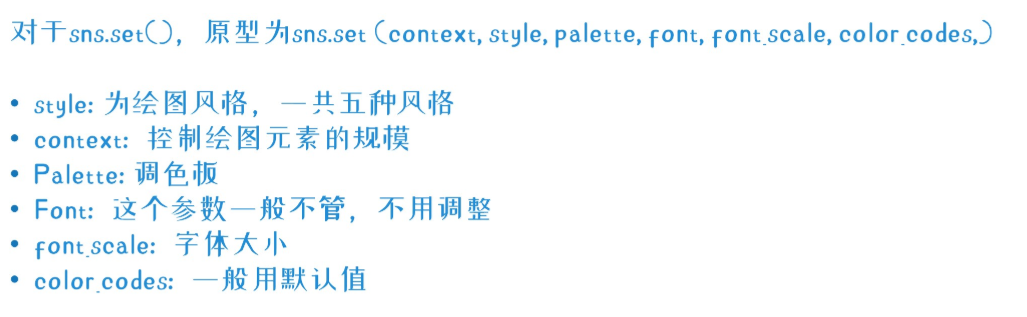 对于sns.set()，原型为sns.set（context, style, palette, font, font_scale, color_codes,）
• style: 为绘图风格，一共五种风格
• context：控制绘图元素的规模
• Palette: 调色板
• Font：这个参数一般不管，不用调整
• font_scale：字体大小
• color_codes：一般用默认值